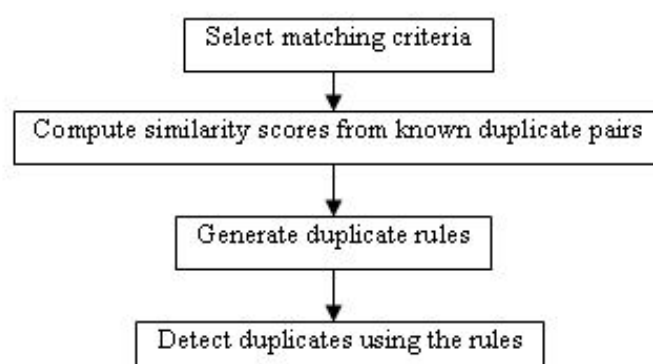 Select matching criteria
Compute similarity scores from known duplicate pairs
Generate duplicate rules
Detect duplicates using the rules